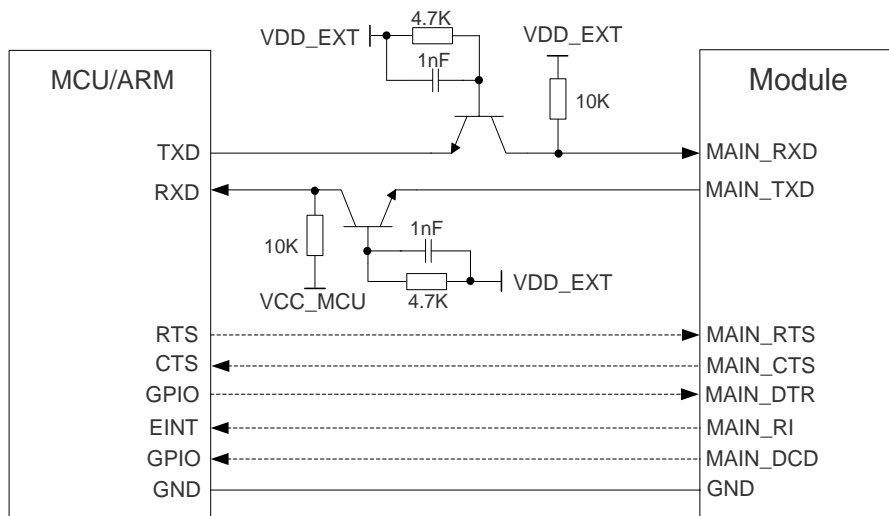 4.7K
VDD_EXT
1nF
VDD_EXT
10K
MCU/ARM
Module
TXD
MAIN_RXD
RXD
MAIN_TXD
10K
VCC_MCU
1nF
4.7K
VDD_EXT
RTS
MAIN_RTS
CTS
MAIN_CTS
GPIO
MAIN_DTR
EINT
MAIN_RI
GPIO
MAIN_DCD
GND
GND